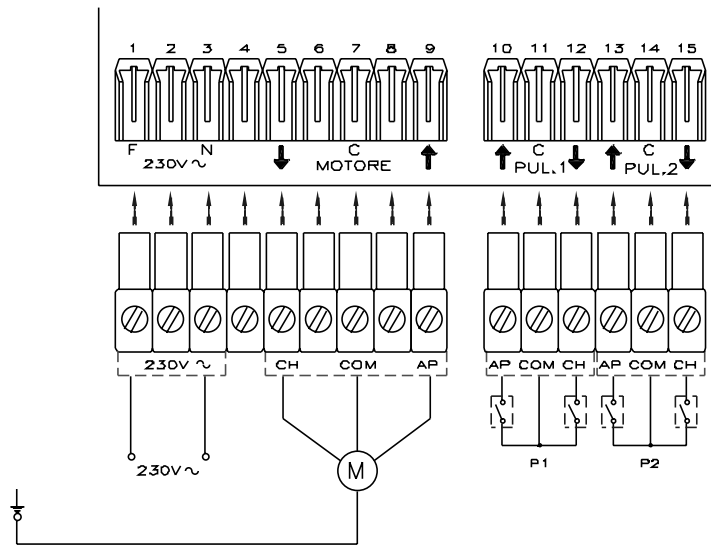 1 2 3 4 5 6 7 8 9 10 11 12 13 14 15
F N C C C
230V~ MOTORE PUL.1 PUL.2
230V ~ CH COM AP AP COM CH AP COM CH
M
230V~ P1 P2